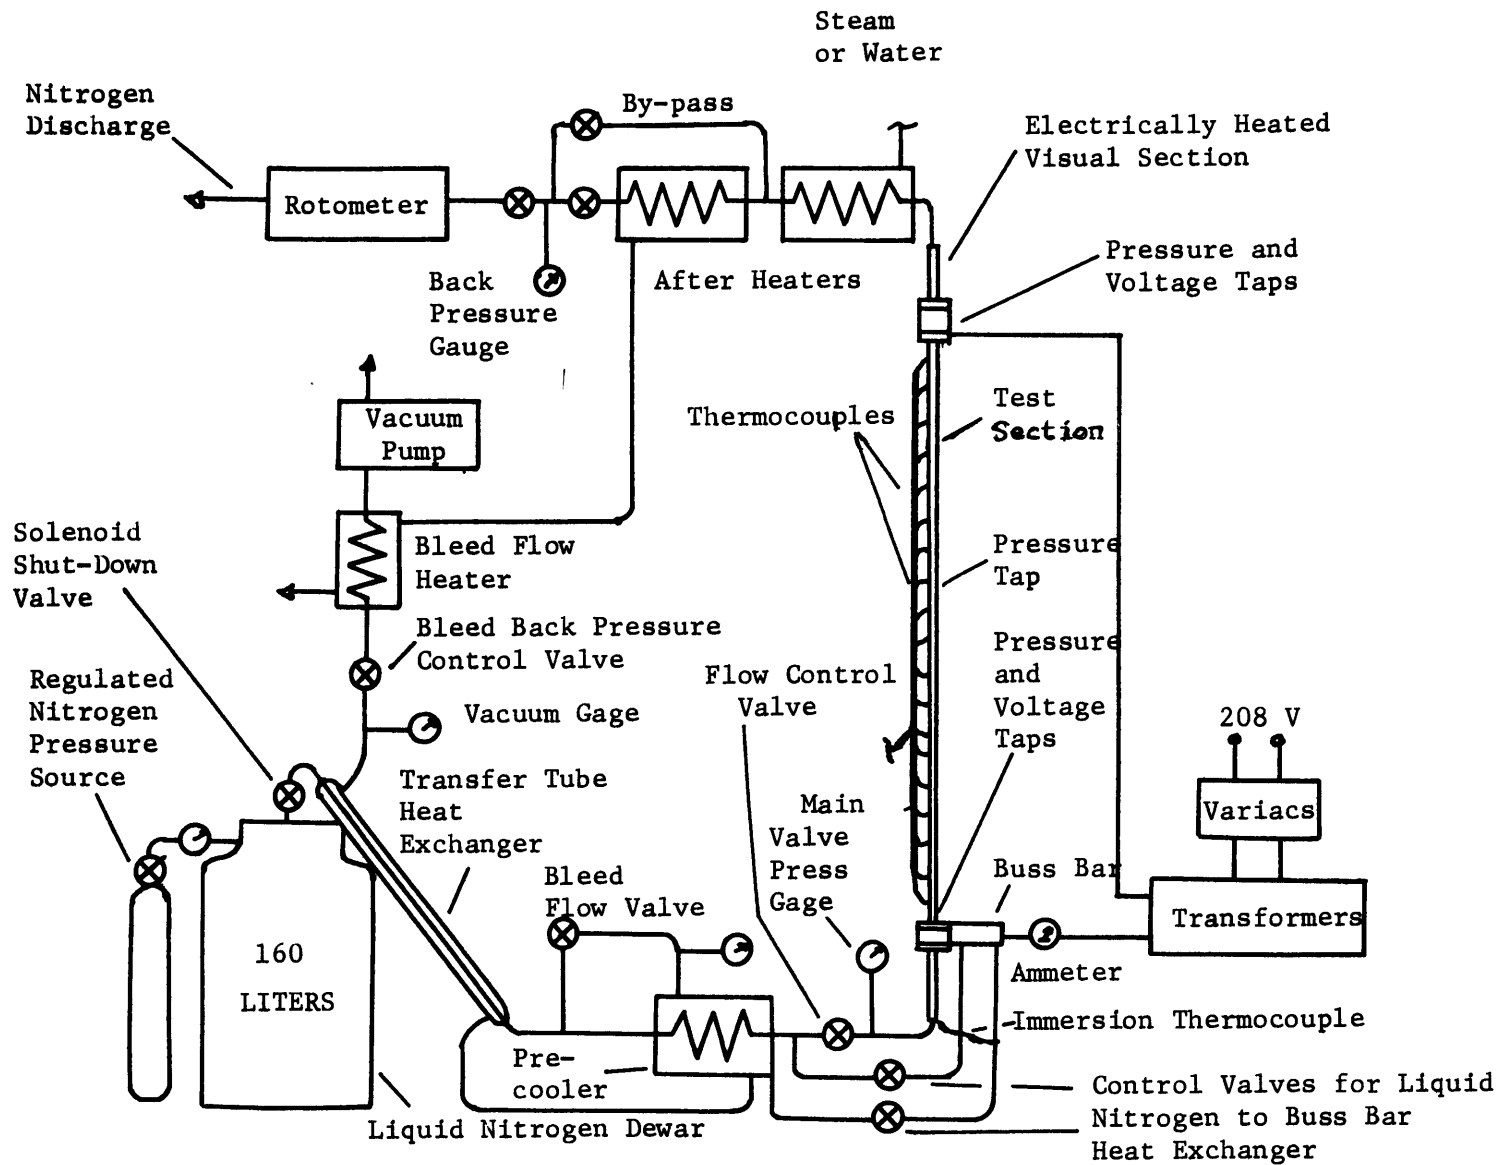 Steam
or Water
Nitrogen
Discharge
By-pass
Electrically Heated
Visual Section
Rotometer
Pressure and
Voltage Taps
Back
Pressure
Gauge
After Heaters
Vacuum
Pump
Thermocouples
Test
Section
Solenoid
Shut-Down
Valve
Bleed Flow
Heater
Pressure
Tap
Bleed Back Pressure
Control Valve
Pressure
and
Voltage
Taps
Regulated
Nitrogen
Pressure
Source
Flow Control
Valve
Vacuum Gage
208 V
Transfer Tube
Heat
Exchanger
Main
Valve
Press
Gage
Variacs
Bleed
Flow Valve
Buss Bar
Transformers
160
LITERS
Ammeter
Immersion Thermocouple
Pre-
cooler
Control Valves for Liquid
Nitrogen to Buss Bar
Heat Exchanger
Liquid Nitrogen Dewar